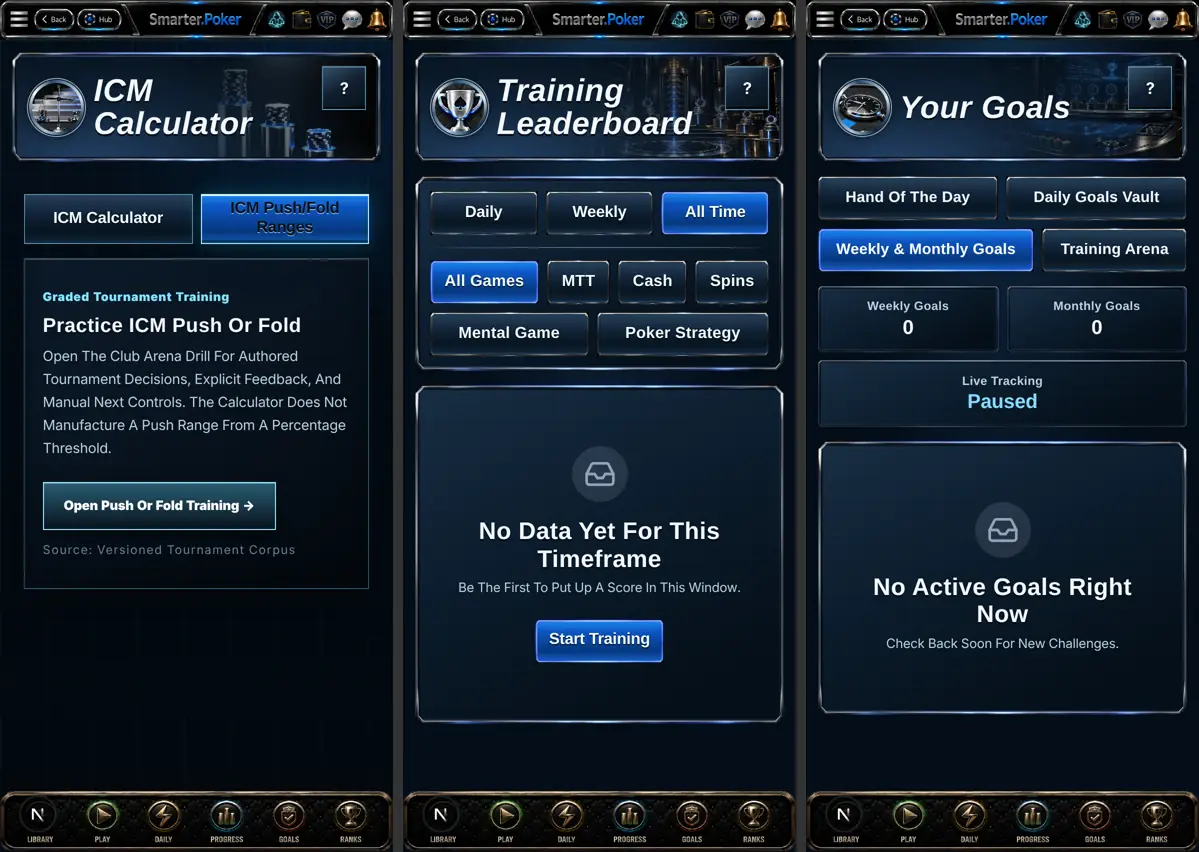 Back
Hub
Smarter.Poker
VIP
ICM
Calculator
?
ICM Calculator
ICM Push/Fold
Ranges
Graded Tournament Training
Practice ICM Push Or Fold
Open The Club Arena Drill For Authored
Tournament Decisions, Explicit Feedback, And
Manual Next Controls. The Calculator Does Not
Manufacture A Push Range From A Percentage
Threshold.
Open Push Or Fold Training →
Source: Versioned Tournament Corpus
N
LIBRARY
PLAY
DAILY
PROGRESS
GOALS
RANKS
Back
Hub
Smarter.Poker
VIP
Training
Leaderboard
?
Daily
Weekly
All Time
All Games
MTT
Cash
Spins
Mental Game
Poker Strategy
No Data Yet For This
Timeframe
Be The First To Put Up A Score In This Window.
Start Training
N
LIBRARY
PLAY
DAILY
PROGRESS
GOALS
RANKS
Back
Hub
Smarter.Poker
VIP
Your Goals
?
Hand Of The Day
Daily Goals Vault
Weekly & Monthly Goals
Training Arena
Weekly Goals
0
Monthly Goals
0
Live Tracking
Paused
No Active Goals Right
Now
Check Back Soon For New Challenges.
N
LIBRARY
PLAY
DAILY
PROGRESS
GOALS
RANKS